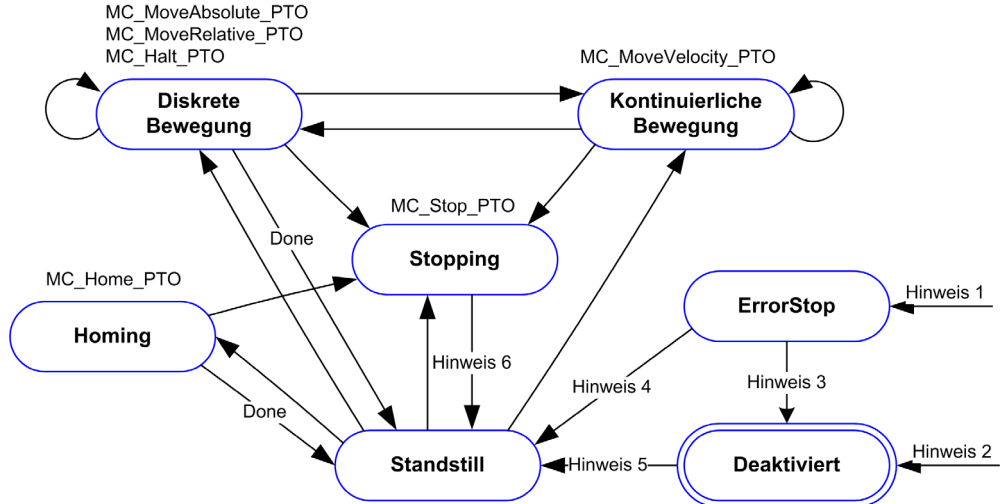 MC_MoveAbsolute_PTO
MC_MoveRelative_PTO
MC_Halt_PTO
MC_MoveVelocity_PTO
Diskrete
Bewegung
Kontinuierliche
Bewegung
MC_Stop_PTO
Done
Stopping
MC_Home_PTO
Homing
ErrorStop
Hinweis 1
Hinweis 6
Hinweis 4
Hinweis 3
Done
Standstill
Hinweis 5
Deaktiviert
Hinweis 2